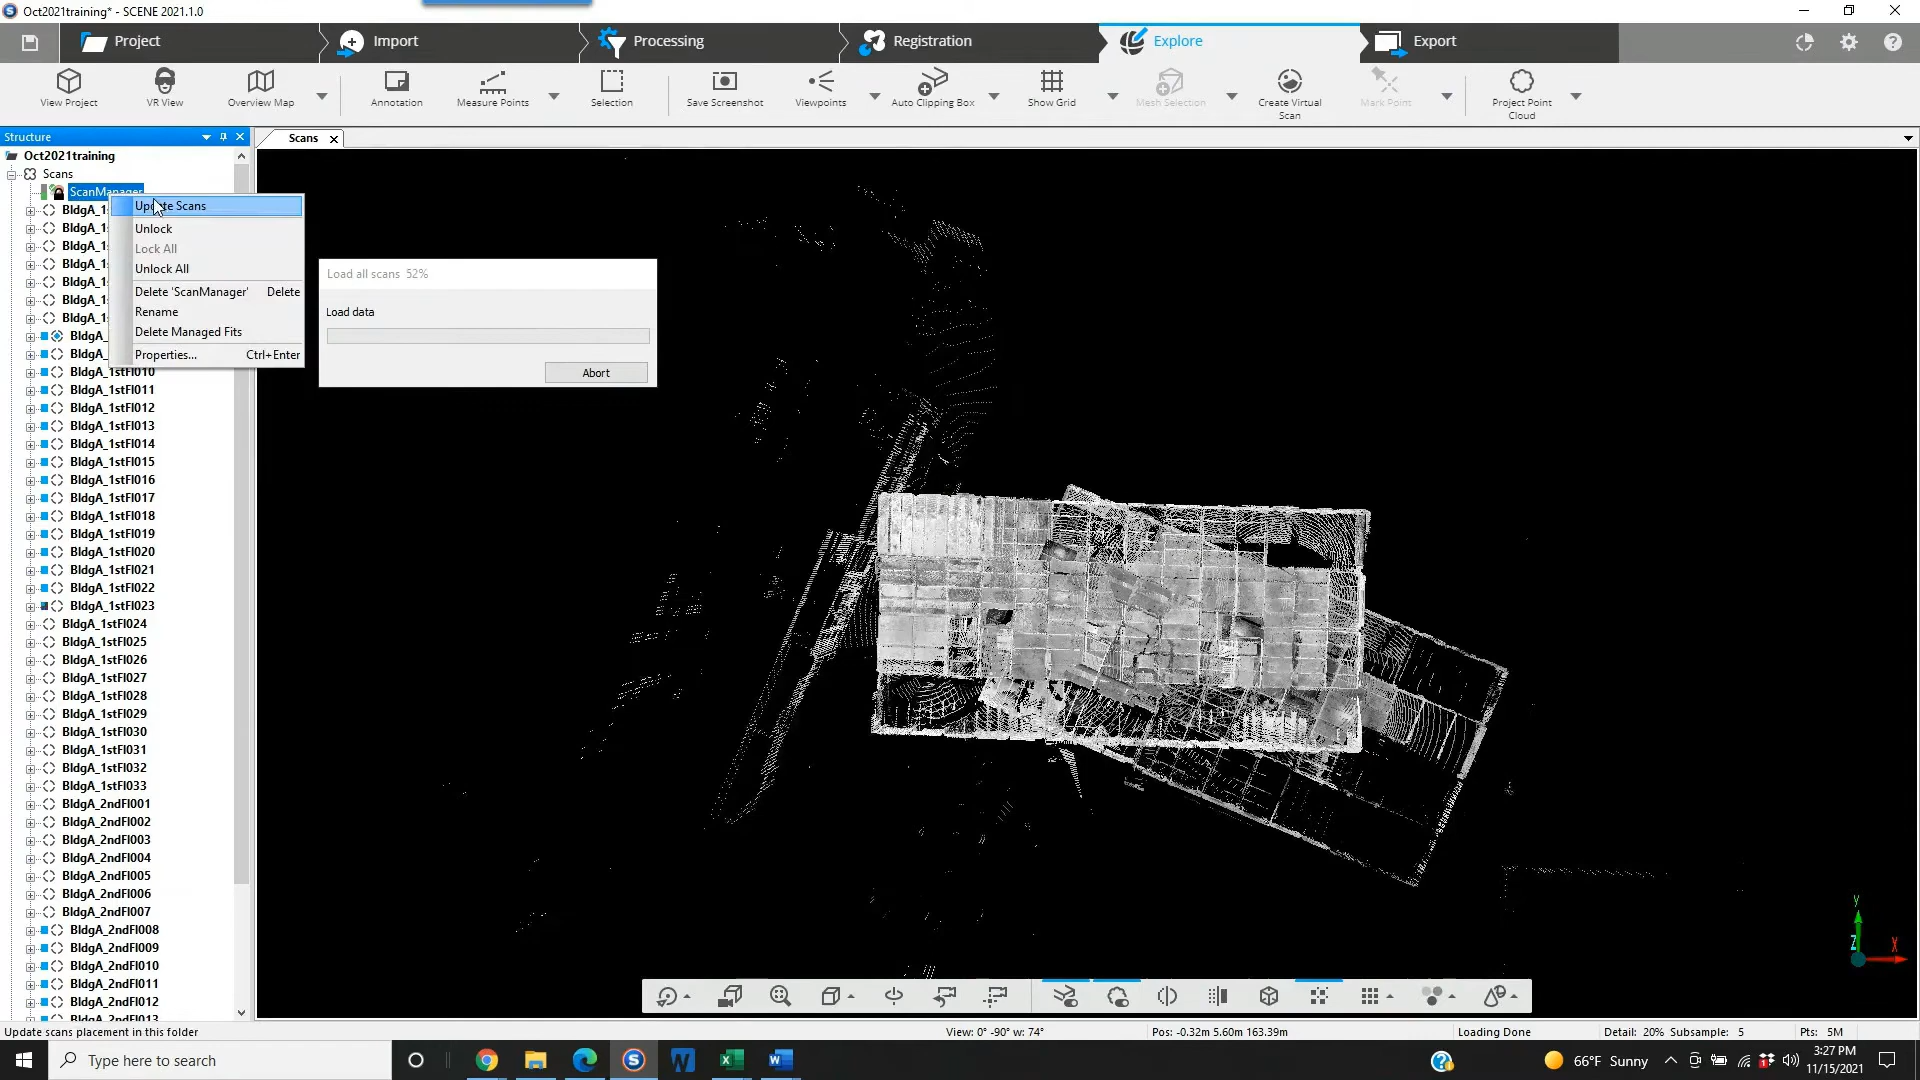 Oct2021training* - SCENE 2021.1.0
Project
Import
Processing
Registration
Explore
Export
View Project
VR View
Overview Map
Annotation
Measure Points
Selection
Save Screenshot
Viewpoints
Auto Clipping Box
Show Grid
Mesh Selection
Create Virtual
Scan
Mark Point
Project Point
Cloud
Structure
Scans
Oct2021training
Scans
ScanManager
Update Scans
Unlock
Lock All
Unlock All
Delete 'ScanManager' Delete
Rename
Delete Managed Fits
Properties... Ctrl+Enter
Load all scans 52%
Load data
Abort
BldgA_1stFl010
BldgA_1stFl011
BldgA_1stFl012
BldgA_1stFl013
BldgA_1stFl014
BldgA_1stFl015
BldgA_1stFl016
BldgA_1stFl017
BldgA_1stFl018
BldgA_1stFl019
BldgA_1stFl020
BldgA_1stFl021
BldgA_1stFl022
BldgA_1stFl023
BldgA_1stFl024
BldgA_1stFl025
BldgA_1stFl026
BldgA_1stFl027
BldgA_1stFl028
BldgA_1stFl029
BldgA_1stFl030
BldgA_1stFl031
BldgA_1stFl032
BldgA_1stFl033
BldgA_2ndFl001
BldgA_2ndFl002
BldgA_2ndFl003
BldgA_2ndFl004
BldgA_2ndFl005
BldgA_2ndFl006
BldgA_2ndFl007
BldgA_2ndFl008
BldgA_2ndFl009
BldgA_2ndFl010
BldgA_2ndFl011
BldgA_2ndFl012
BldgA_2ndFl013
y
Z
X
Update scans placement in this folder
View: 0° -90° w: 74°
Pos: -0.32m 5.60m 163.39m
Loading Done
Detail: 20% Subsample: 5
Pts: 5M
Type here to search
66°F Sunny
3:27 PM
11/15/2021